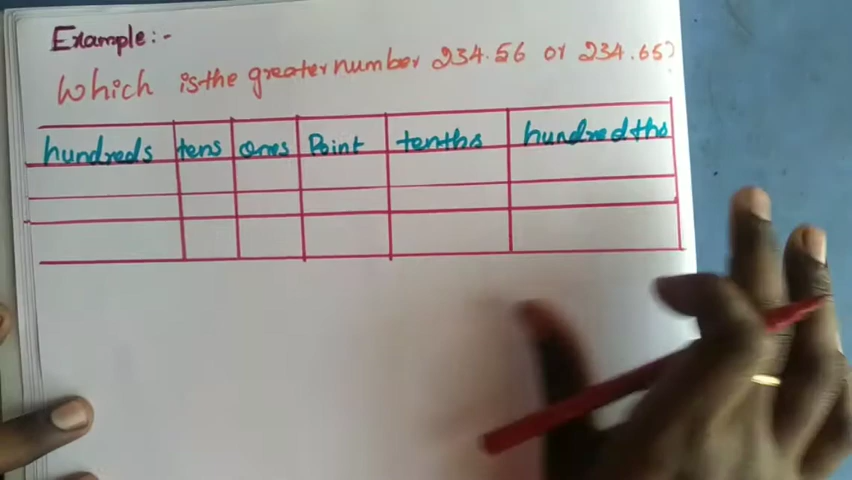 Example:-
Which is the greater number 234.56 or 234.65?
hundreds tens ones Point tenths hundredths